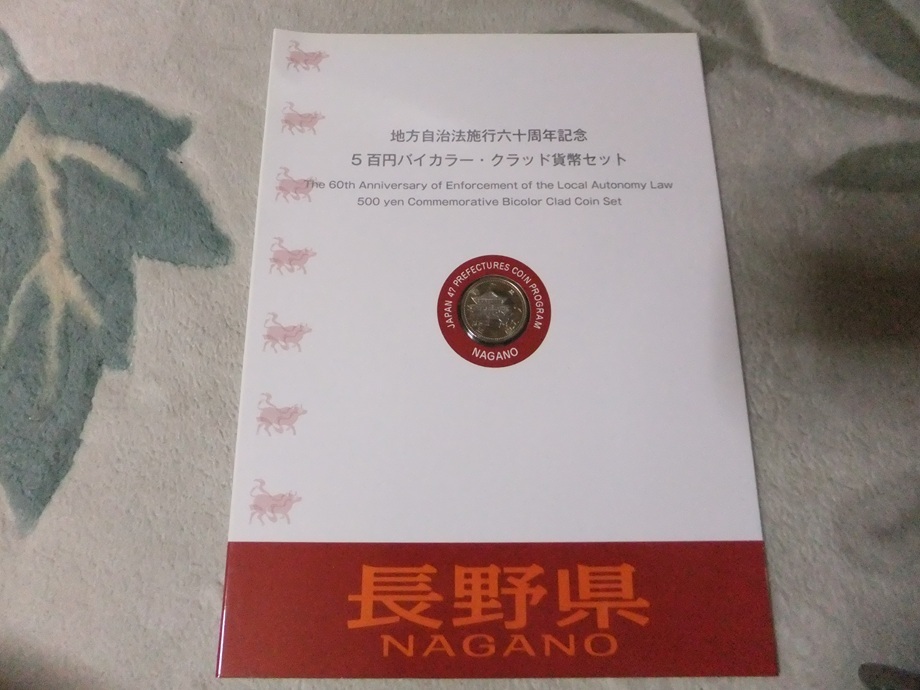 地方自治法施行六十周年記念
5百円バイカラー・クラッド貨幣セット
The 60th Anniversary of Enforcement of the Local Autonomy Law
500 yen Commemorative Bicolor Clad Coin Set
JAPAN 47 PREFECTURES COIN PROGRAM
NAGANO
長野県
NAGANO